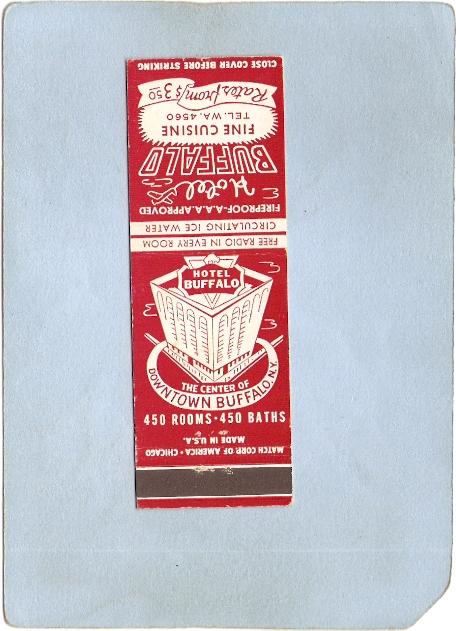 CLOSE COVER BEFORE STRIKING
Rates from $3.50
TEL. WA. 4560
FINE CUISINE
Hotel
BUFFALO
FIREPROOF-A.A.A. APPROVED
CIRCULATING ICE WATER
FREE RADIO IN EVERY ROOM
HOTEL
BUFFALO
THE CENTER OF
DOWNTOWN BUFFALO, N.Y.
450 ROOMS • 450 BATHS
MADE IN U.S.A.
MATCH CORP. OF AMERICA • CHICAGO